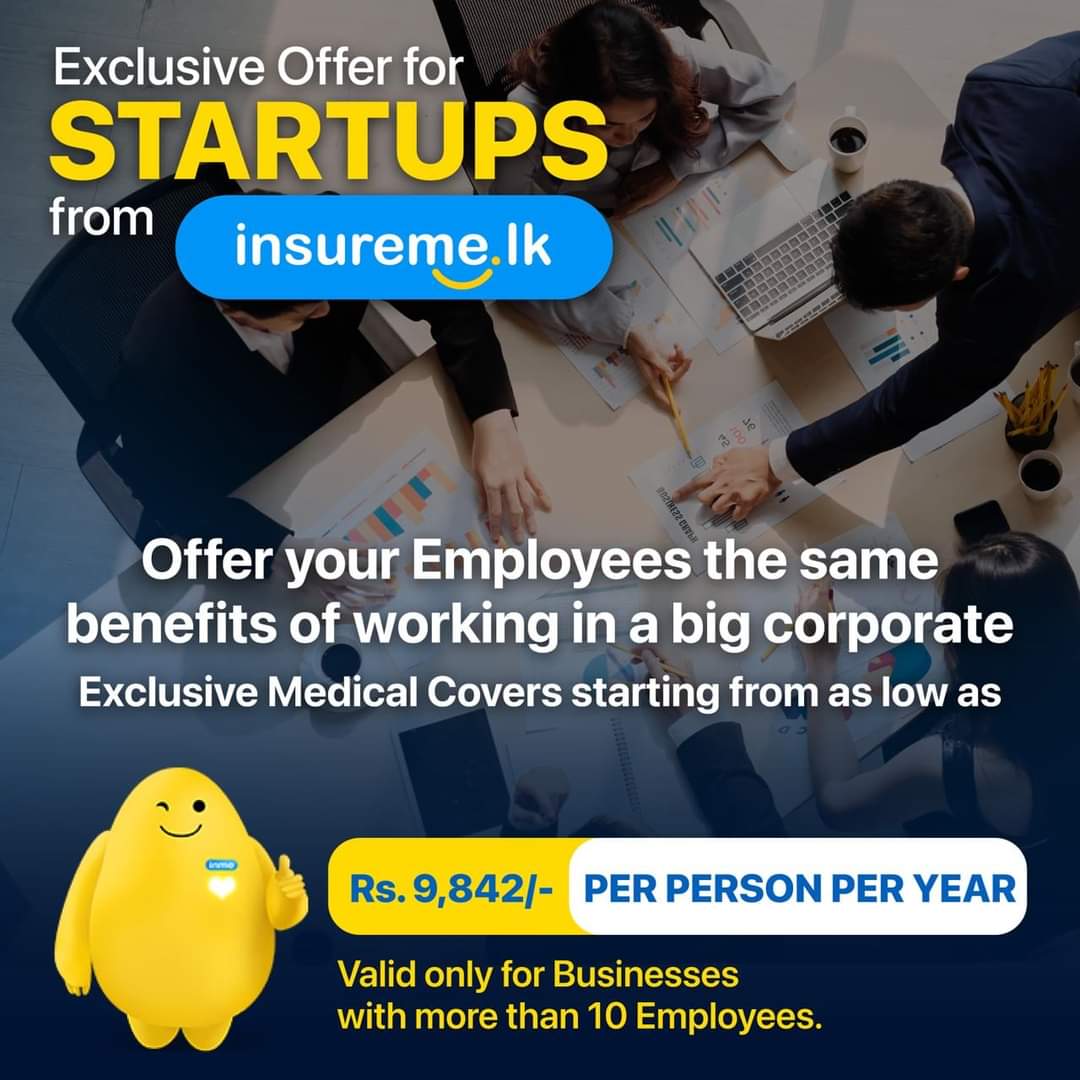 Exclusive Offer for
STARTUPS
from insureme.lk
Offer your Employees the same
benefits of working in a big corporate
Exclusive Medical Covers starting from as low as
inme
Rs. 9,842/- PER PERSON PER YEAR
Valid only for Businesses
with more than 10 Employees.